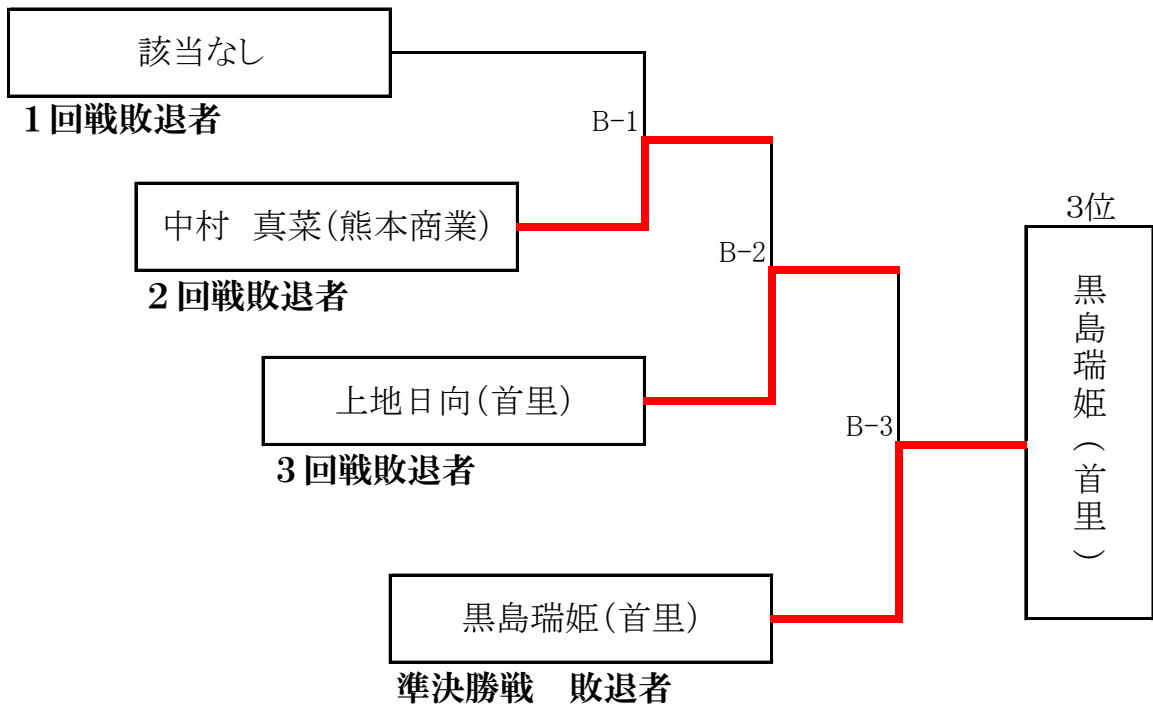 該当なし
1回戦敗退者
B-1
中村　真菜(熊本商業)
2回戦敗退者
B-2
3位
上地日向(首里)
3回戦敗退者
B-3
黒島瑞姫(首里)
黒島瑞姫(首里)
準決勝戦　敗退者